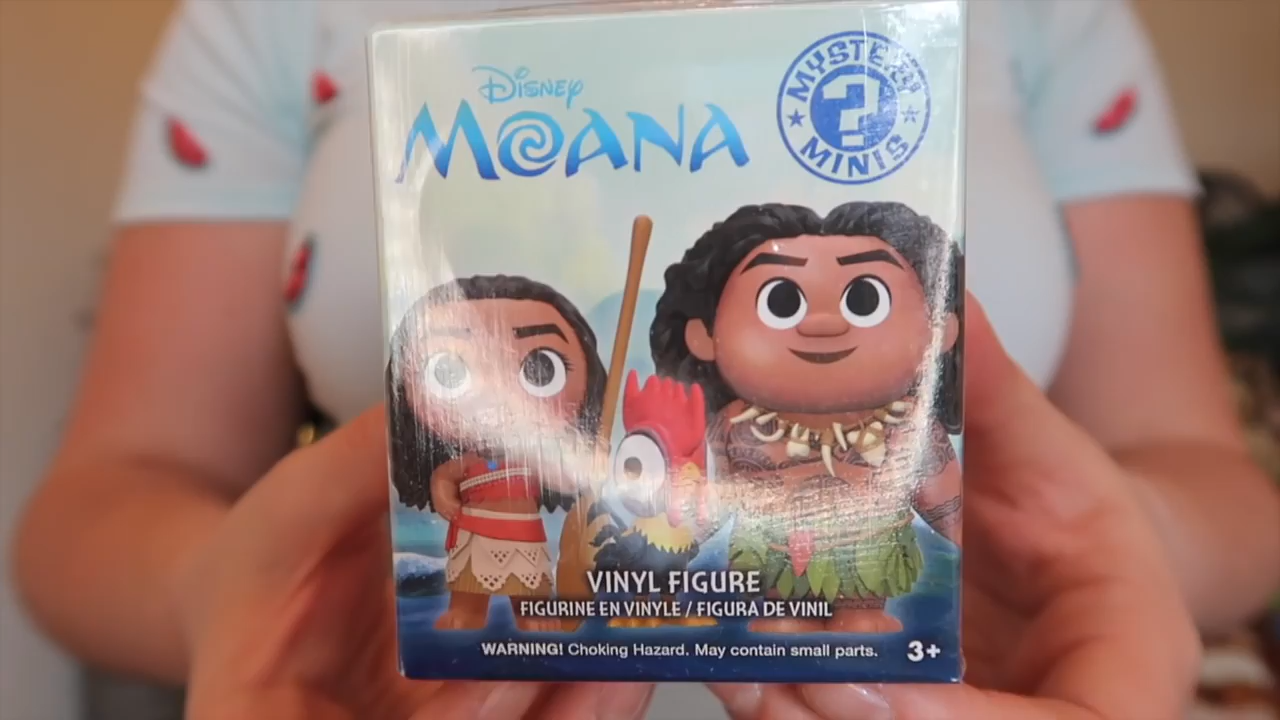 Disney
MOANA
MYSTERY
?
MINIS
VINYL FIGURE
FIGURINE EN VINYLE / FIGURA DE VINIL
WARNING! Choking Hazard. May contain small parts.
3+